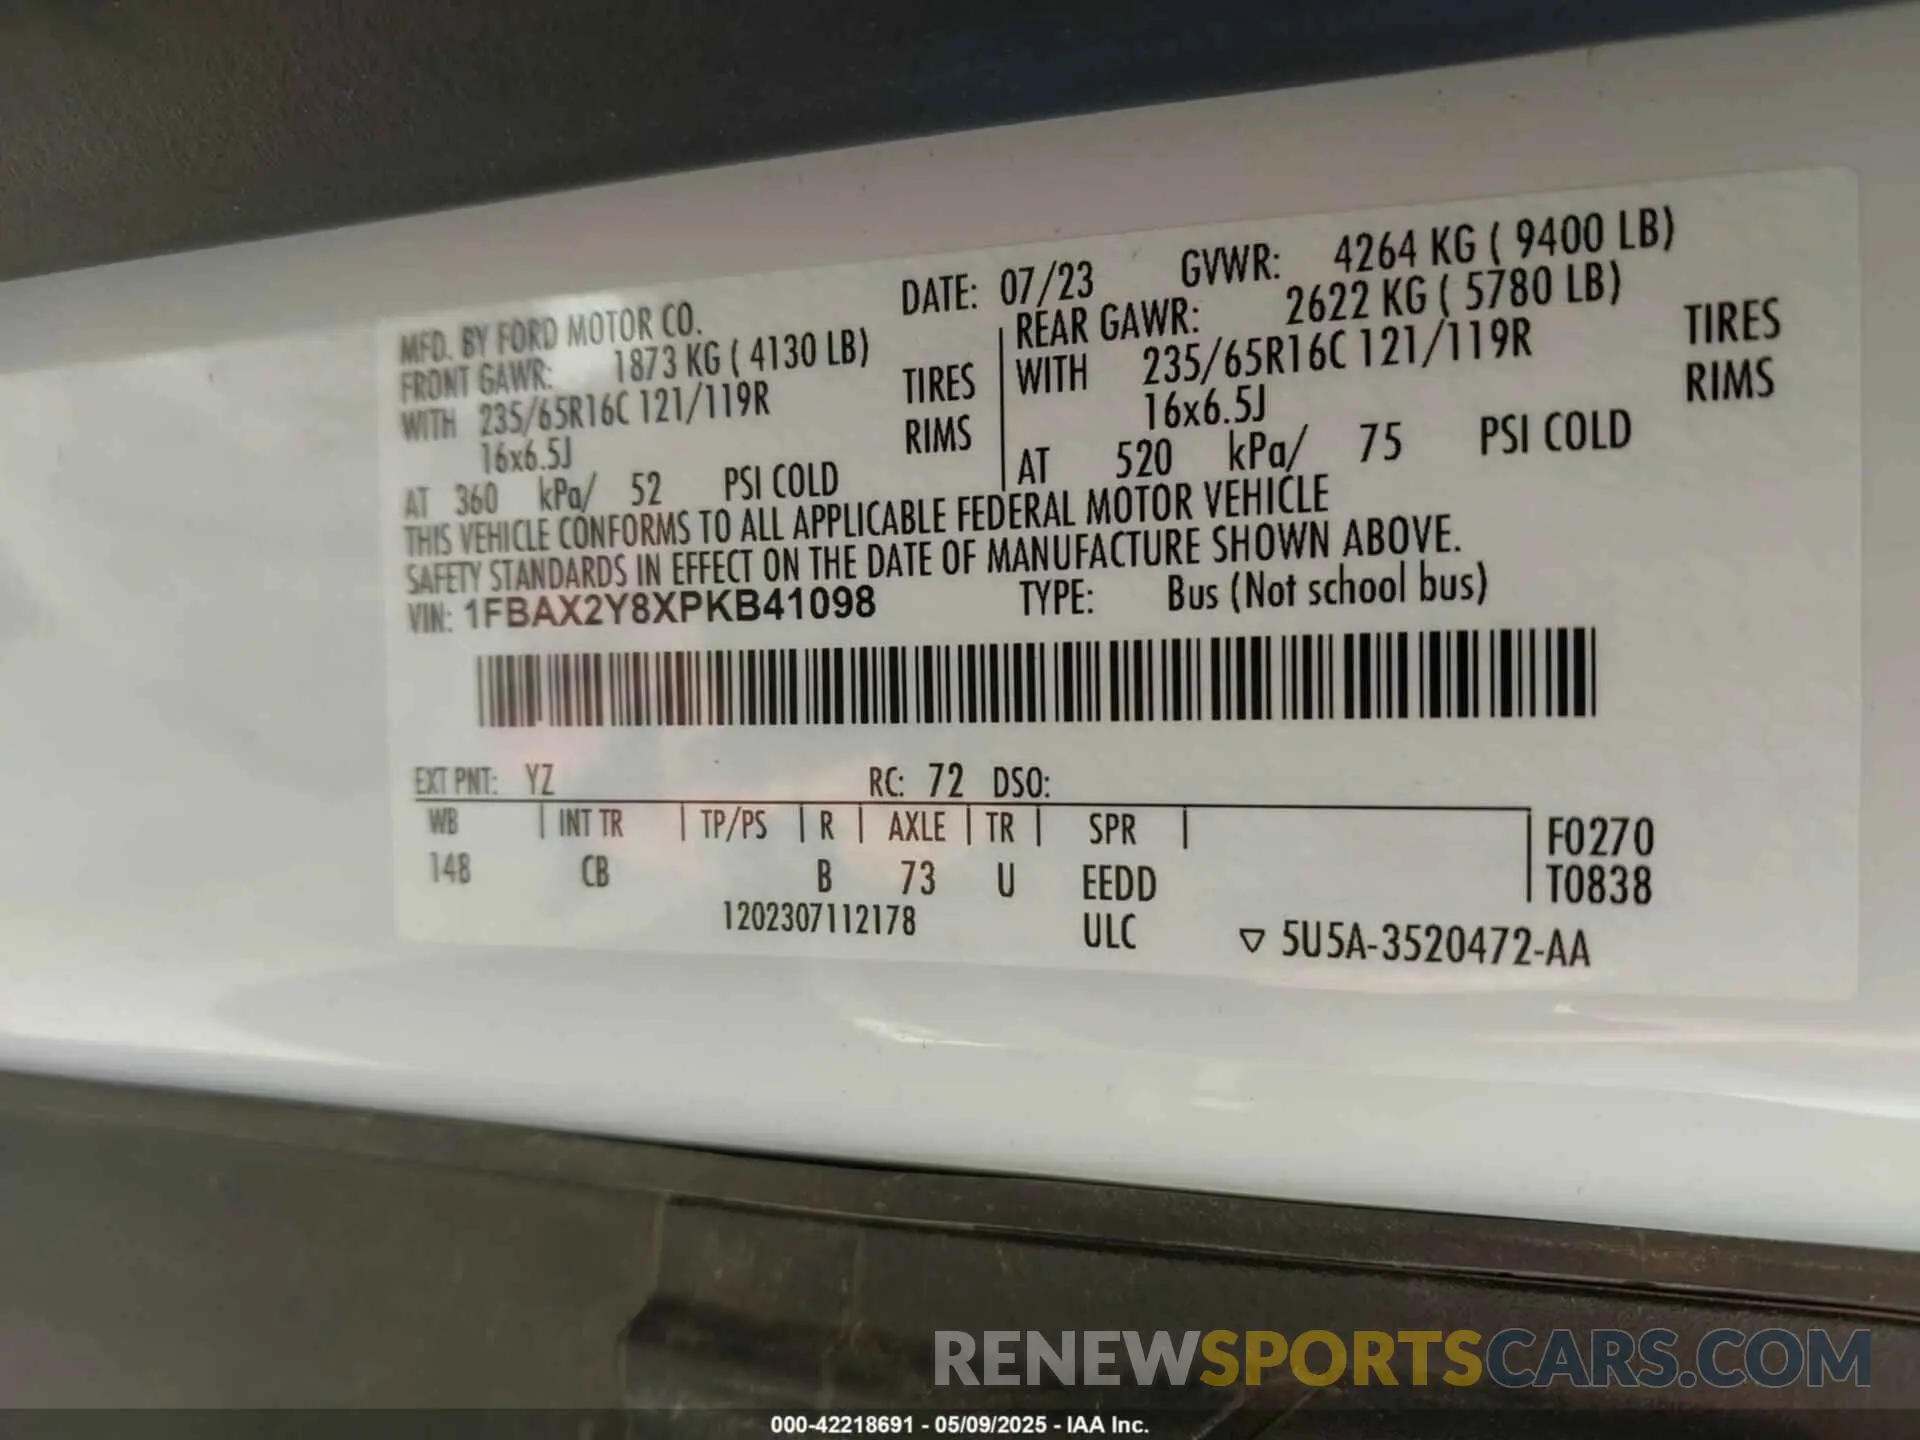 MFD. BY FORD MOTOR CO.
DATE: 07/23
GVWR: 4264 KG ( 9400 LB)
FRONT GAWR: 1873 KG ( 4130 LB)
WITH 235/65R16C 121/119R TIRES
16x6.5J RIMS
AT 360 kPa/ 52 PSI COLD
REAR GAWR: 2622 KG ( 5780 LB)
WITH 235/65R16C 121/119R TIRES
16x6.5J RIMS
AT 520 kPa/ 75 PSI COLD
THIS VEHICLE CONFORMS TO ALL APPLICABLE FEDERAL MOTOR VEHICLE
SAFETY STANDARDS IN EFFECT ON THE DATE OF MANUFACTURE SHOWN ABOVE.
VIN: 1FBAX2Y8XPKB41098 TYPE: Bus (Not school bus)
EXT PNT: YZ RC: 72 DSO:
WB | INT TR | TP/PS | R | AXLE | TR | SPR |
148 CB B 73 U EEDD
F0270
T0838
1202307112178 ULC ▽ 5U5A-3520472-AA
RENEWSPORTSCARS.COM
000-42218691 - 05/09/2025 - IAA Inc.